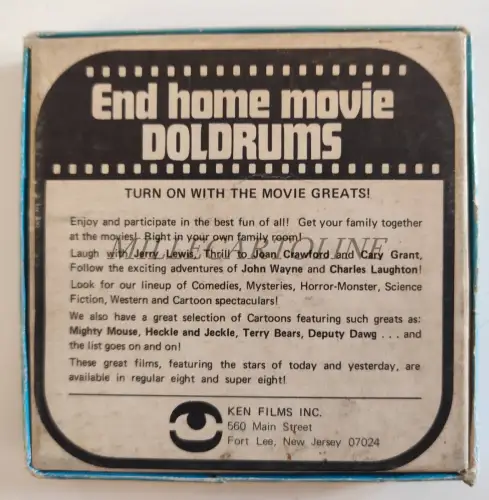 End home movie
DOLDRUMS
TURN ON WITH THE MOVIE GREATS!
Enjoy and participate in the best fun of all! Get your family together
at the movies! Right in your own family room!
MILLECARTOLINE
Laugh with Jerry Lewis, Thrill to Joan Crawford and Cary Grant,
Follow the exciting adventures of John Wayne and Charles Laughton!
Look for our lineup of Comedies, Mysteries, Horror-Monster, Science
Fiction, Western and Cartoon spectaculars!
We also have a great selection of Cartoons featuring such greats as:
Mighty Mouse, Heckle and Jeckle, Terry Bears, Deputy Dawg . . . and
the list goes on and on!
These great films, featuring the stars of today and yesterday, are
available in regular eight and super eight!
KEN FILMS INC.
560 Main Street
Fort Lee, New Jersey 07024